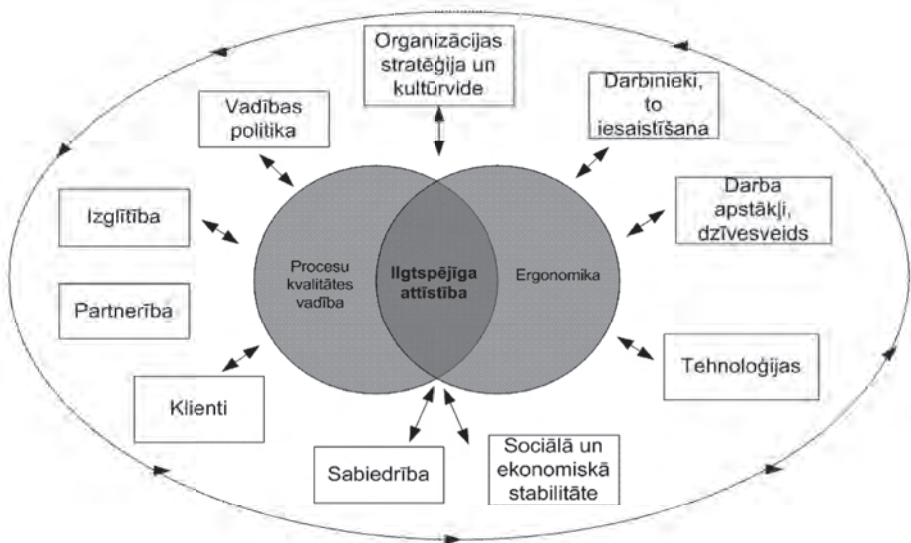 Organizācijas
stratēģija un
kultūrvide
Darbinieki,
to
iesaistīšana
Vadības
politika
Darba
apstākļi,
dzīvesveids
Izglītība
Procesu
kvalitātes
vadība
Ilgtspējīga
attīstība
Ergonomika
Partnerība
Tehnoloģijas
Klienti
Sabiedrība
Sociālā un
ekonomiskā
stabilitāte